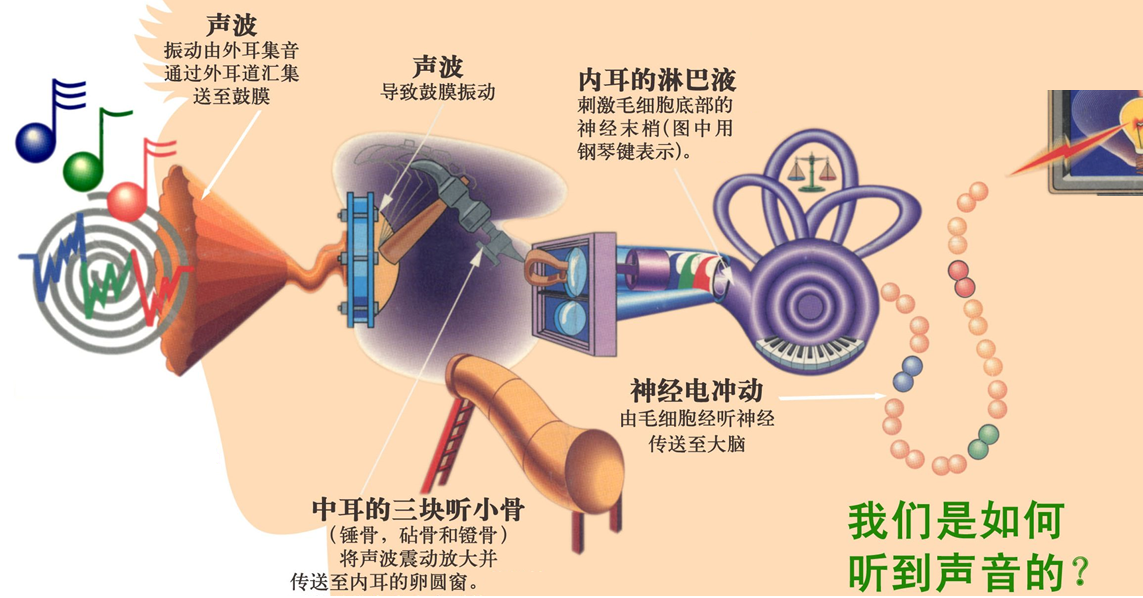 声波
振动由外耳集音
通过外耳道汇集
送至鼓膜
声波
导致鼓膜振动
内耳的淋巴液
刺激毛细胞底部的
神经末梢(图中用
钢琴键表示)。
神经电冲动
由毛细胞经听神经
传送至大脑
中耳的三块听小骨
(锤骨，砧骨和镫骨)
将声波震动放大并
传送至内耳的卵圆窗。
我们是如何
听到声音的?